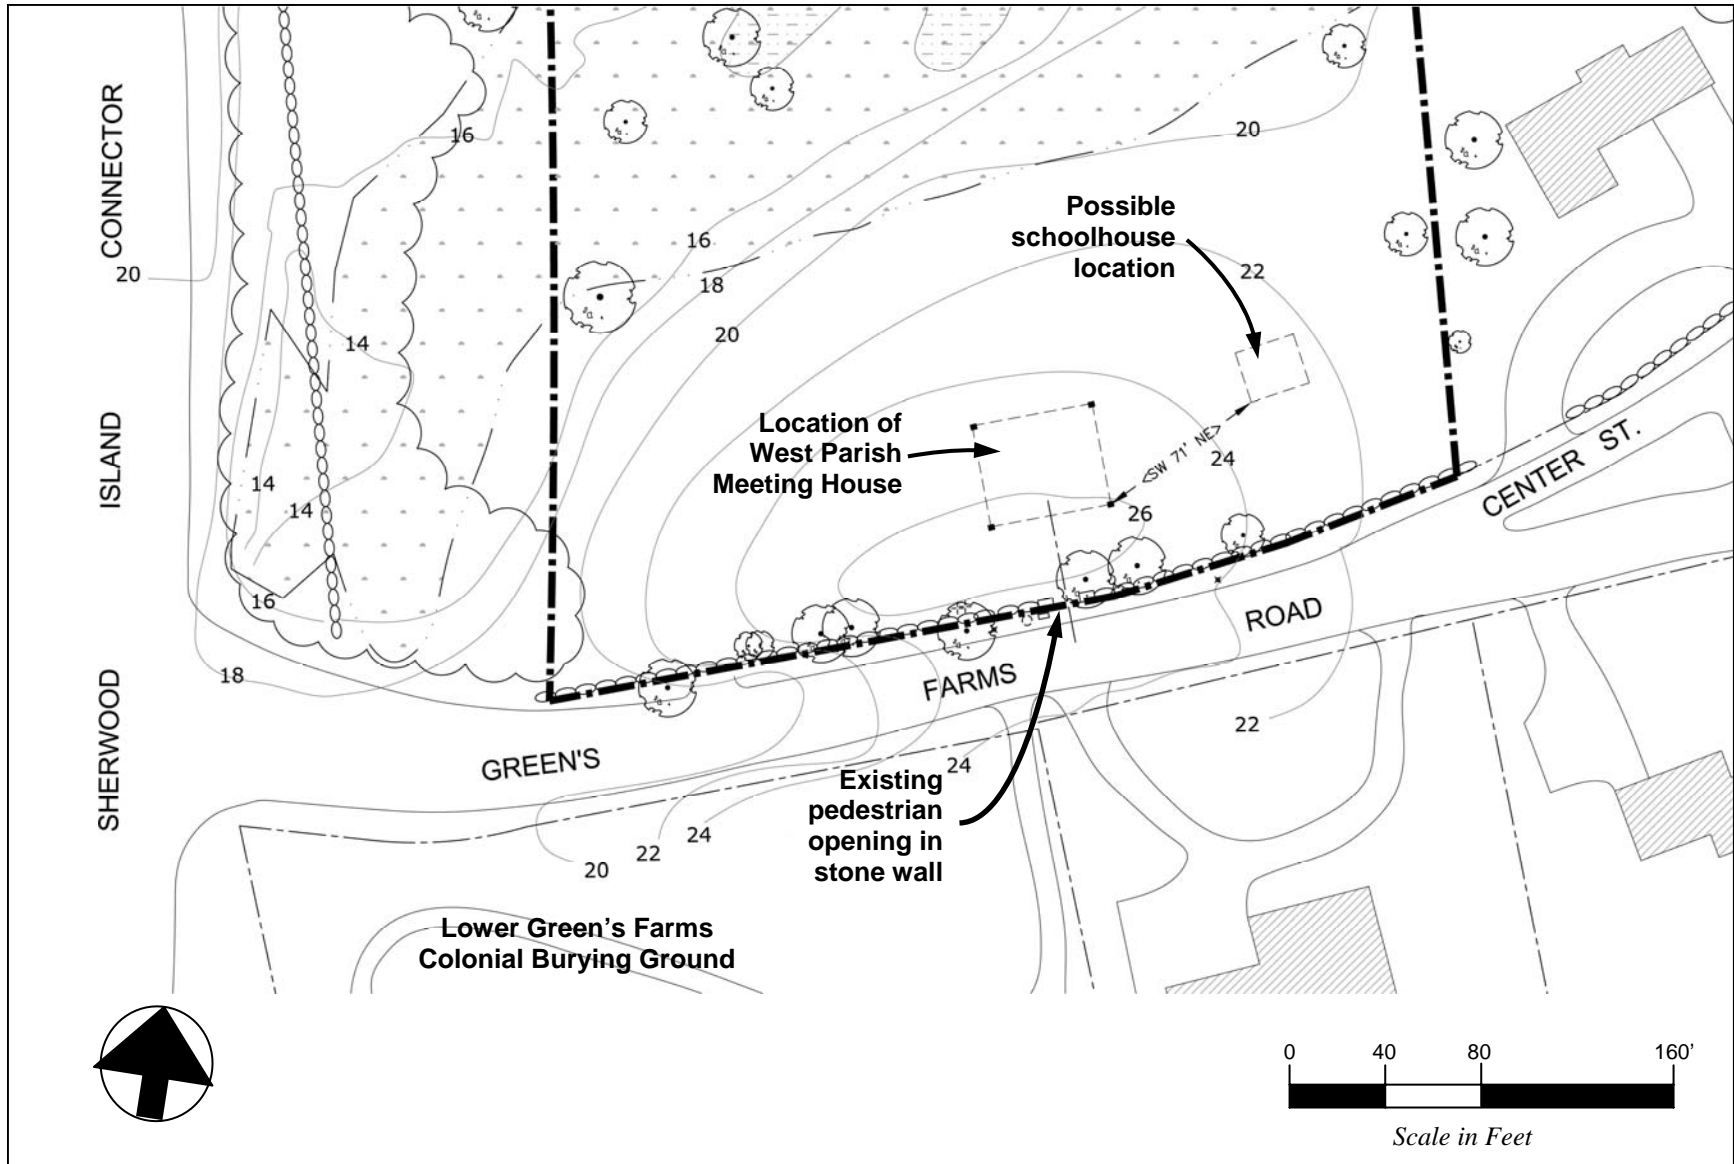 CONNECTOR
ISLAND
SHERWOOD
16
20
20
16
18
20
14
Possible
schoolhouse
location
22
Location of
West Parish
Meeting House
<SW 71' NE>
24
26
14
14
16
18
CENTER ST.
ROAD
FARMS
GREEN'S
22
24
Existing
pedestrian
opening in
stone wall
20
22
24
Lower Green's Farms
Colonial Burying Ground
0 40 80 160'
Scale in Feet